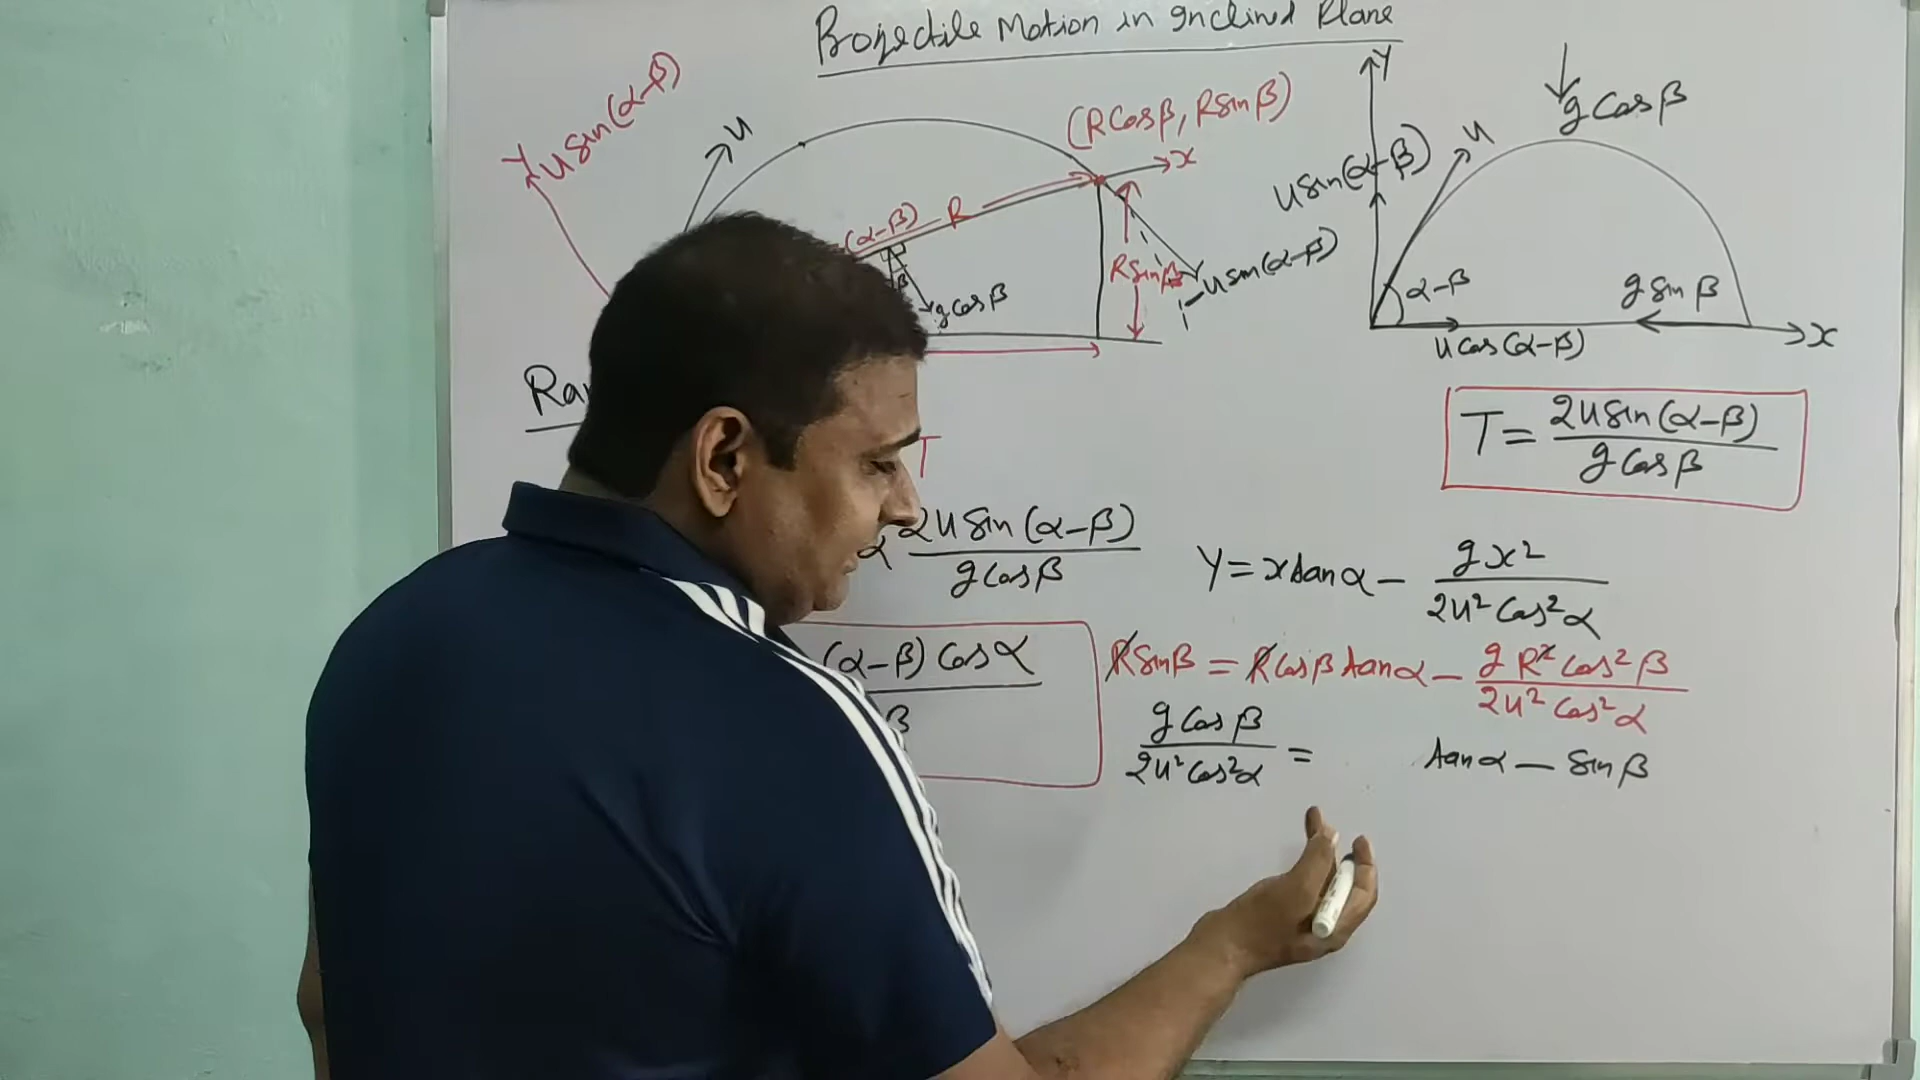 Projectile Motion in Inclined Plane
Y
u sin(α-β)
u
(R Cosβ, R sinβ)
x
(α-β)
R
β
g Cosβ
R sinβ
u sin(α-β)
Y
g Cosβ
u
u sin(α-β)
α-β
g sinβ
u Cos(α-β)
x
T
T = 2u sin(α-β) / g Cosβ
α 2u sin(α-β) / g Cosβ
(α-β) Cosα
β
Y = x tanα - gx² / 2u² Cos²α
R sinβ = R Cosβ tanα - g R² Cos²β / 2u² Cos²α
g Cosβ / 2u² Cos²α = tanα - sinβ